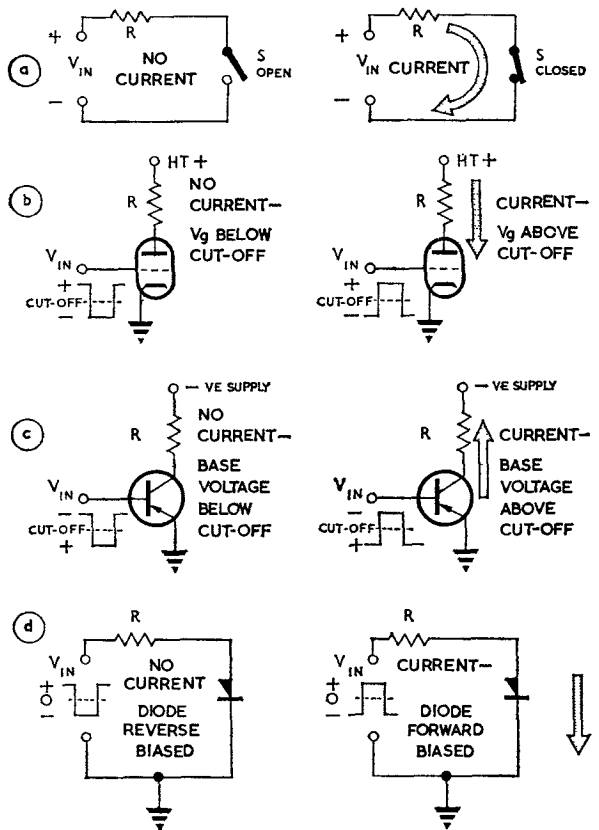 a
+
R
V IN
NO
CURRENT
S
OPEN
−
+
R
V IN
CURRENT
S
CLOSED
−
b
HT +
R
NO
CURRENT—
Vg BELOW
CUT-OFF
V IN
+
CUT-OFF
−
HT +
R
CURRENT—
Vg ABOVE
CUT-OFF
V IN
+
CUT-OFF
−
c
− VE SUPPLY
R
NO
CURRENT—
BASE
VOLTAGE
BELOW
CUT-OFF
V IN
−
CUT-OFF
+
− VE SUPPLY
R
CURRENT—
BASE
VOLTAGE
ABOVE
CUT-OFF
V IN
−
CUT-OFF
+
d
R
V IN
NO
CURRENT
+
O
−
DIODE
REVERSE
BIASED
R
V IN
CURRENT—
+
O
−
DIODE
FORWARD
BIASED